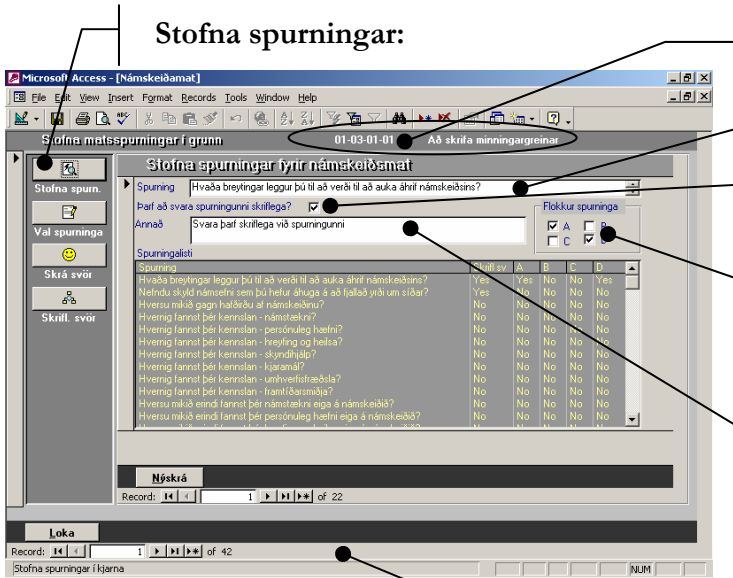 Stofna spurningar:
Microsoft Access - [Námskeiðamat]
File Edit View Insert Format Records Tools Window Help
Stofna matsspurningar í grunn 01-03-01-01 Að skrifa minningargreinar
Stofna spurningar fyrir námskeiðsmat
Stofna spurn.
Val spurninga
Skrá svör
Skrifl. svör
Spurning Hvaða breytingar leggur þú til að verði til að auka áhrif námskeiðsins?
Þarf að svara spurningunni skriflega?
Flokkur spurninga
Annað Svara þarf skriflega við spurningunni
A B
C D
Spurningalisti
Spurning Skrifl sv A B C D
Hvaða breytingar leggur þú til að verði til að auka áhrif námskeiðsins? Yes Yes No No Yes
Nefndu skyld námsefni sem þú hefur áhuga á að fjallað yrði um síðar? Yes No No No No
Hversu mikið gagn hafðirðu af námskeiðinu? No No No No No
Hvernig fannst þér kennslan - námstækni? No No No No No
Hvernig fannst þér kennslan - persónuleg hæfni? No No No No No
Hvernig fannst þér kennslan - hreyfing og heilsa? No No No No No
Hvernig fannst þér kennslan - skyndihjálp? No No No No No
Hvernig fannst þér kennslan - kjaramál? No No No No No
Hvernig fannst þér kennslan - umhverfisfræðsla? No No No No No
Hvernig fannst þér kennslan - framtíðarsmiðja? No No No No No
Hversu mikið erindi fannst þér námstækni eiga á námskeiðið? No No No No No
Hversu mikið erindi fannst þér persónuleg hæfni eiga á námskeiðið? No No No No No
Nýskrá
Record: 1 of 22
Loka
Record: 1 of 42
Stofna spurningar í kjarna NUM